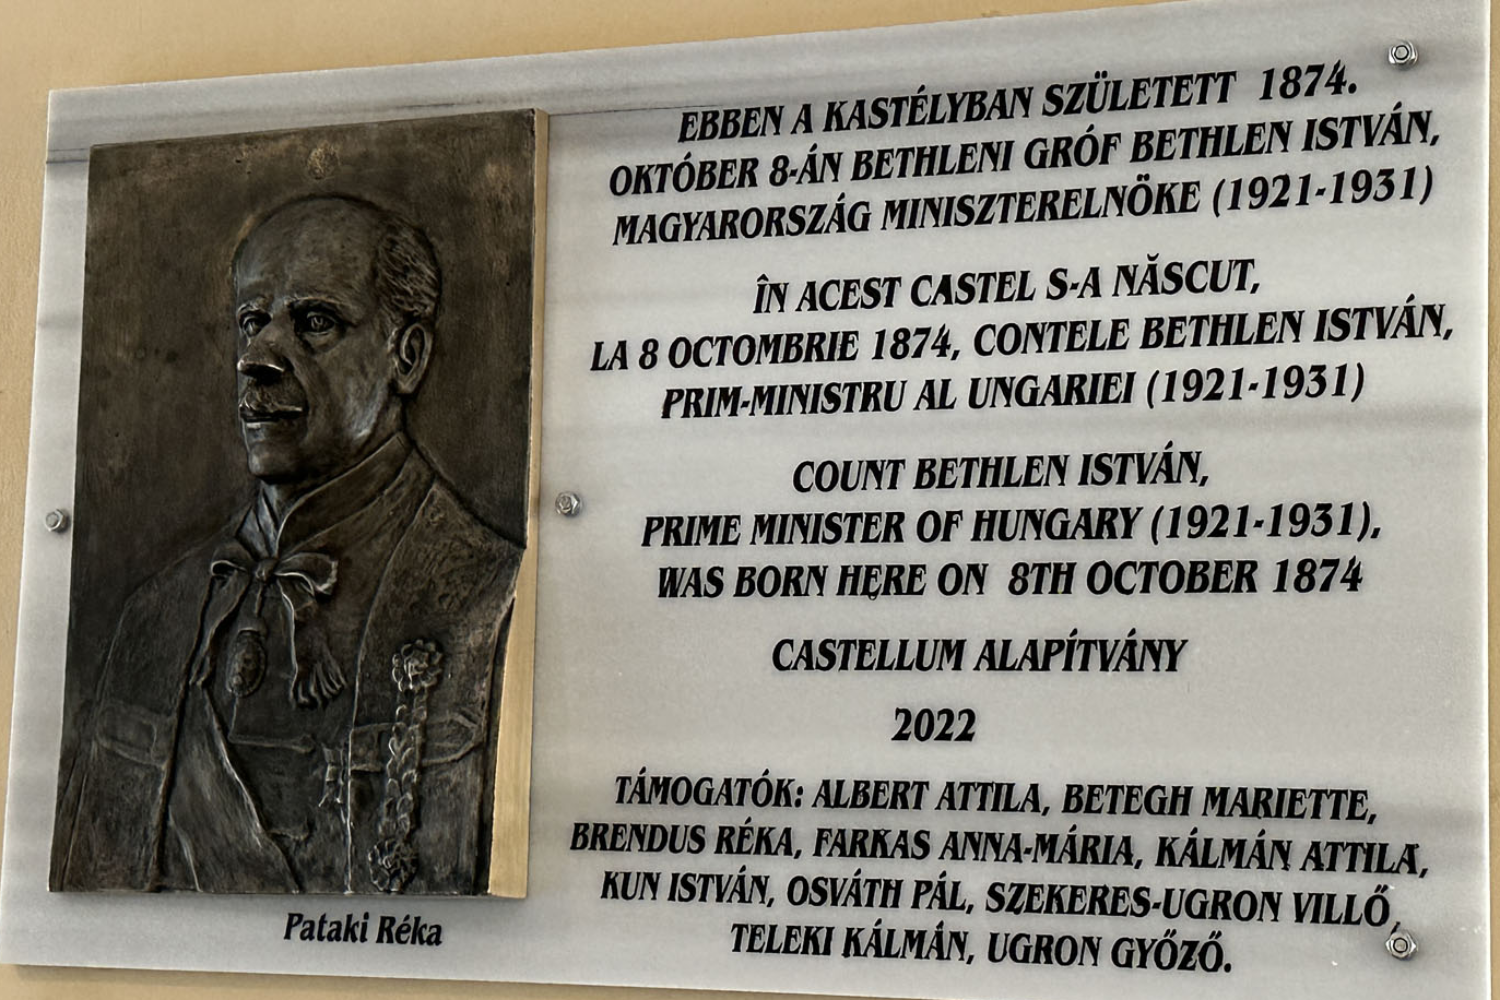 EBBEN A KASTÉLYBAN SZÜLETETT 1874.
OKTÓBER 8-ÁN BETHLENI GRÓF BETHLEN ISTVÁN,
MAGYARORSZÁG MINISZTERELNÖKE (1921-1931)
ÎN ACEST CASTEL S-A NĂSCUT,
LA 8 OCTOMBRIE 1874, CONTELE BETHLEN ISTVÁN,
PRIM-MINISTRU AL UNGARIEI (1921-1931)
COUNT BETHLEN ISTVÁN,
PRIME MINISTER OF HUNGARY (1921-1931),
WAS BORN HERE ON 8TH OCTOBER 1874
CASTELLUM ALAPÍTVÁNY
2022
TÁMOGATÓK: ALBERT ATTILA, BETEGH MARIETTE,
BRENDUS RÉKA, FARKAS ANNA-MÁRIA, KÁLMÁN ATTILA,
KUN ISTVÁN, OSVÁTH PÁL, SZEKERES-UGRON VILLŐ,
TELEKI KÁLMÁN, UGRON GYŐZŐ.
Pataki Réka